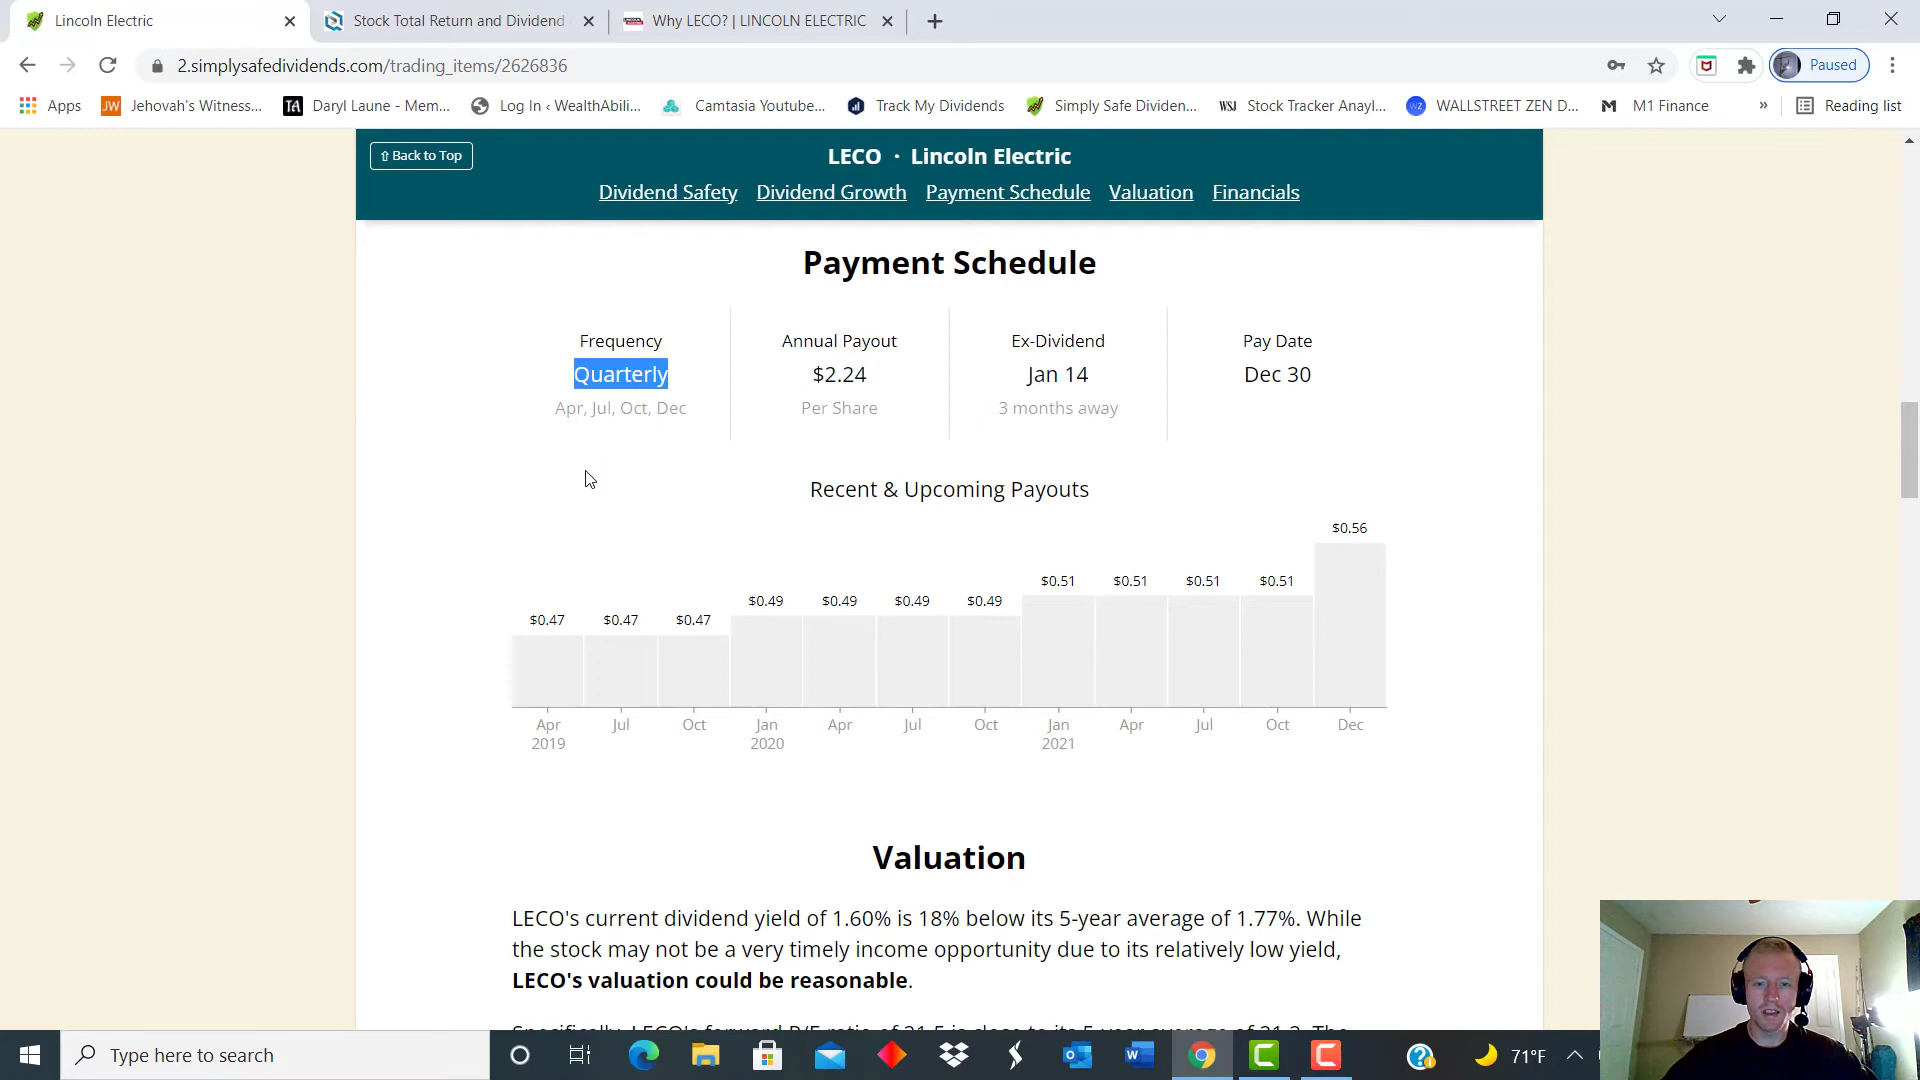 Lincoln Electric
Stock Total Return and Dividend
Why LECO? | LINCOLN ELECTRIC
2.simplysafedividends.com/trading_items/2626836
Paused
Apps
JW Jehovah's Witness...
TA Daryl Laune - Mem...
Log In ‹ WealthAbili...
Camtasia Youtube...
Track My Dividends
Simply Safe Dividen...
WSJ Stock Tracker Anayl...
WZ WALLSTREET ZEN D...
M M1 Finance
»
Reading list
⇧ Back to Top
LECO · Lincoln Electric
Dividend Safety Dividend Growth Payment Schedule Valuation Financials
Payment Schedule
Frequency
Quarterly
Apr, Jul, Oct, Dec
Annual Payout
$2.24
Per Share
Ex-Dividend
Jan 14
3 months away
Pay Date
Dec 30
Recent & Upcoming Payouts
$0.47 $0.47 $0.47 $0.49 $0.49 $0.49 $0.49 $0.51 $0.51 $0.51 $0.51 $0.56
Apr Jul Oct Jan Apr Jul Oct Jan Apr Jul Oct Dec
2019 2020 2021
Valuation
LECO's current dividend yield of 1.60% is 18% below its 5-year average of 1.77%. While
the stock may not be a very timely income opportunity due to its relatively low yield,
LECO's valuation could be reasonable.
Type here to search
71°F